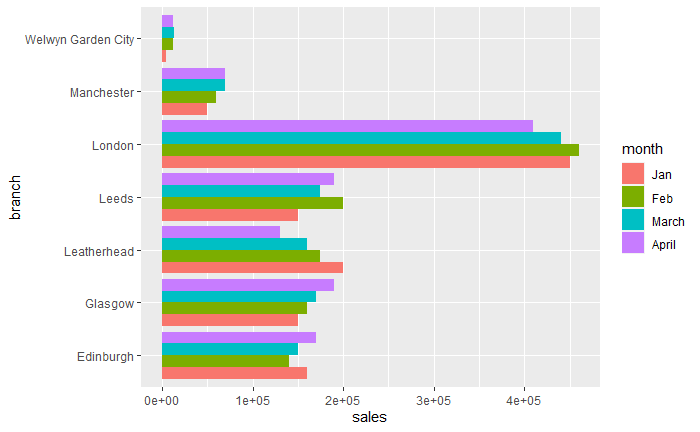 Welwyn Garden City
Manchester
London
Leeds
Leatherhead
Glasgow
Edinburgh
branch
0e+00 1e+05 2e+05 3e+05 4e+05
sales
month
Jan
Feb
March
April